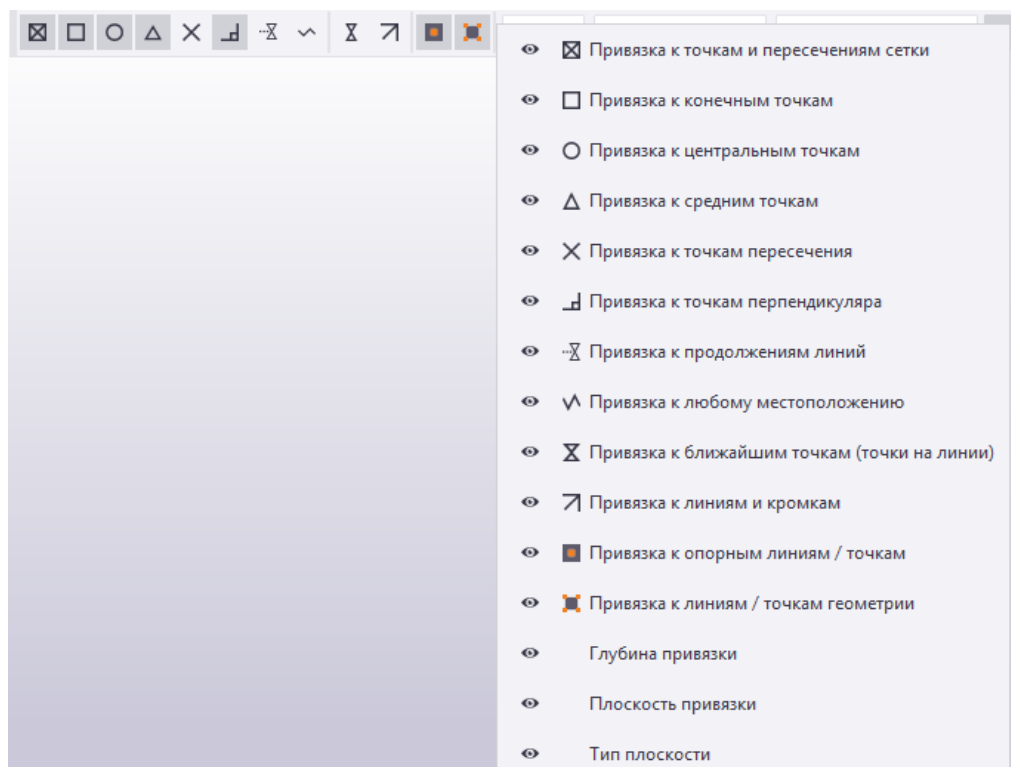 Привязка к точкам и пересечениям сетки
Привязка к конечным точкам
Привязка к центральным точкам
Привязка к средним точкам
Привязка к точкам пересечения
Привязка к точкам перпендикуляра
Привязка к продолжениям линий
Привязка к любому местоположению
Привязка к ближайшим точкам (точки на линии)
Привязка к линиям и кромкам
Привязка к опорным линиям / точкам
Привязка к линиям / точкам геометрии
Глубина привязки
Плоскость привязки
Тип плоскости